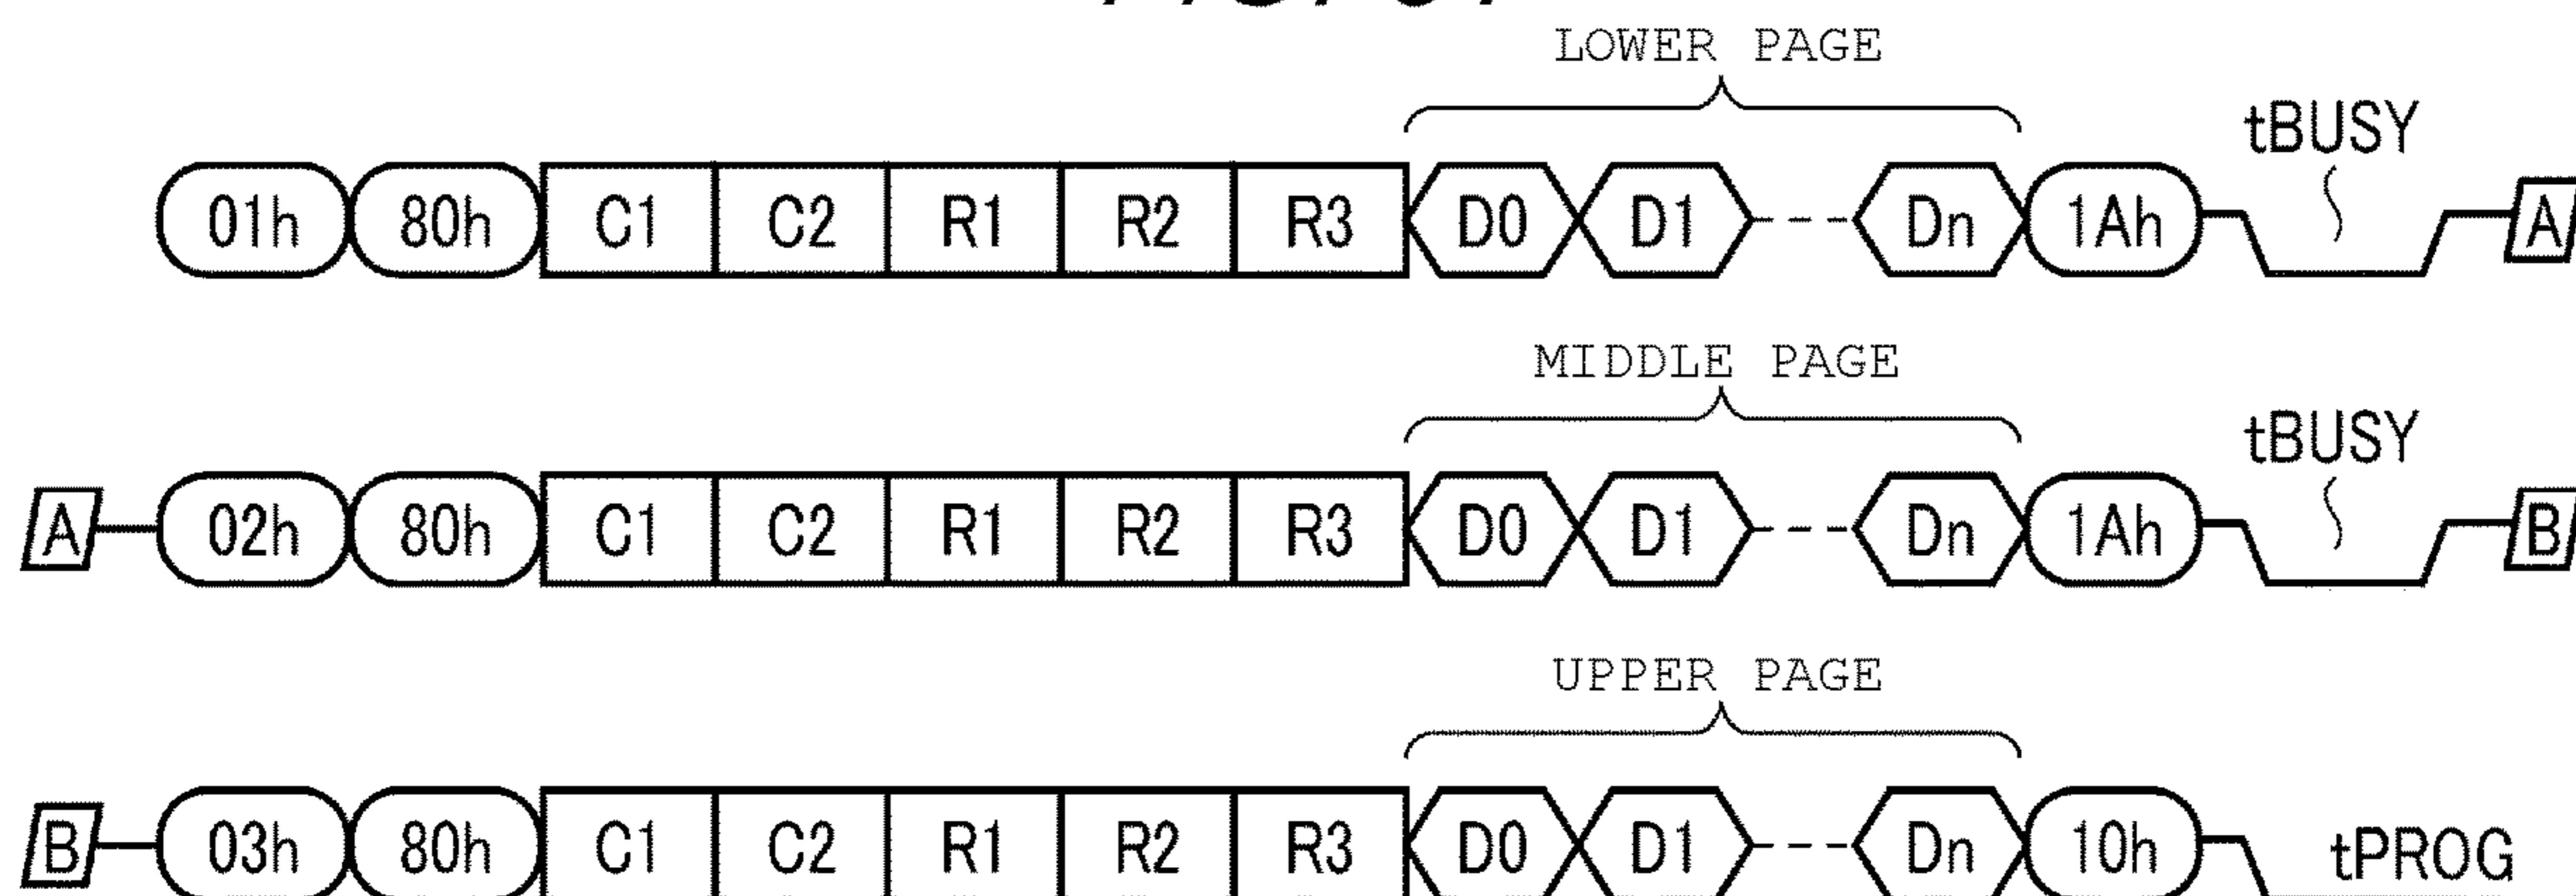 LOWER PAGE
tBUSY
01h 80h C1 C2 R1 R2 R3 D0 D1 Dn 1Ah A
MIDDLE PAGE
tBUSY
A 02h 80h C1 C2 R1 R2 R3 D0 D1 Dn 1Ah B
UPPER PAGE
B 03h 80h C1 C2 R1 R2 R3 D0 D1 Dn 10h tPROG